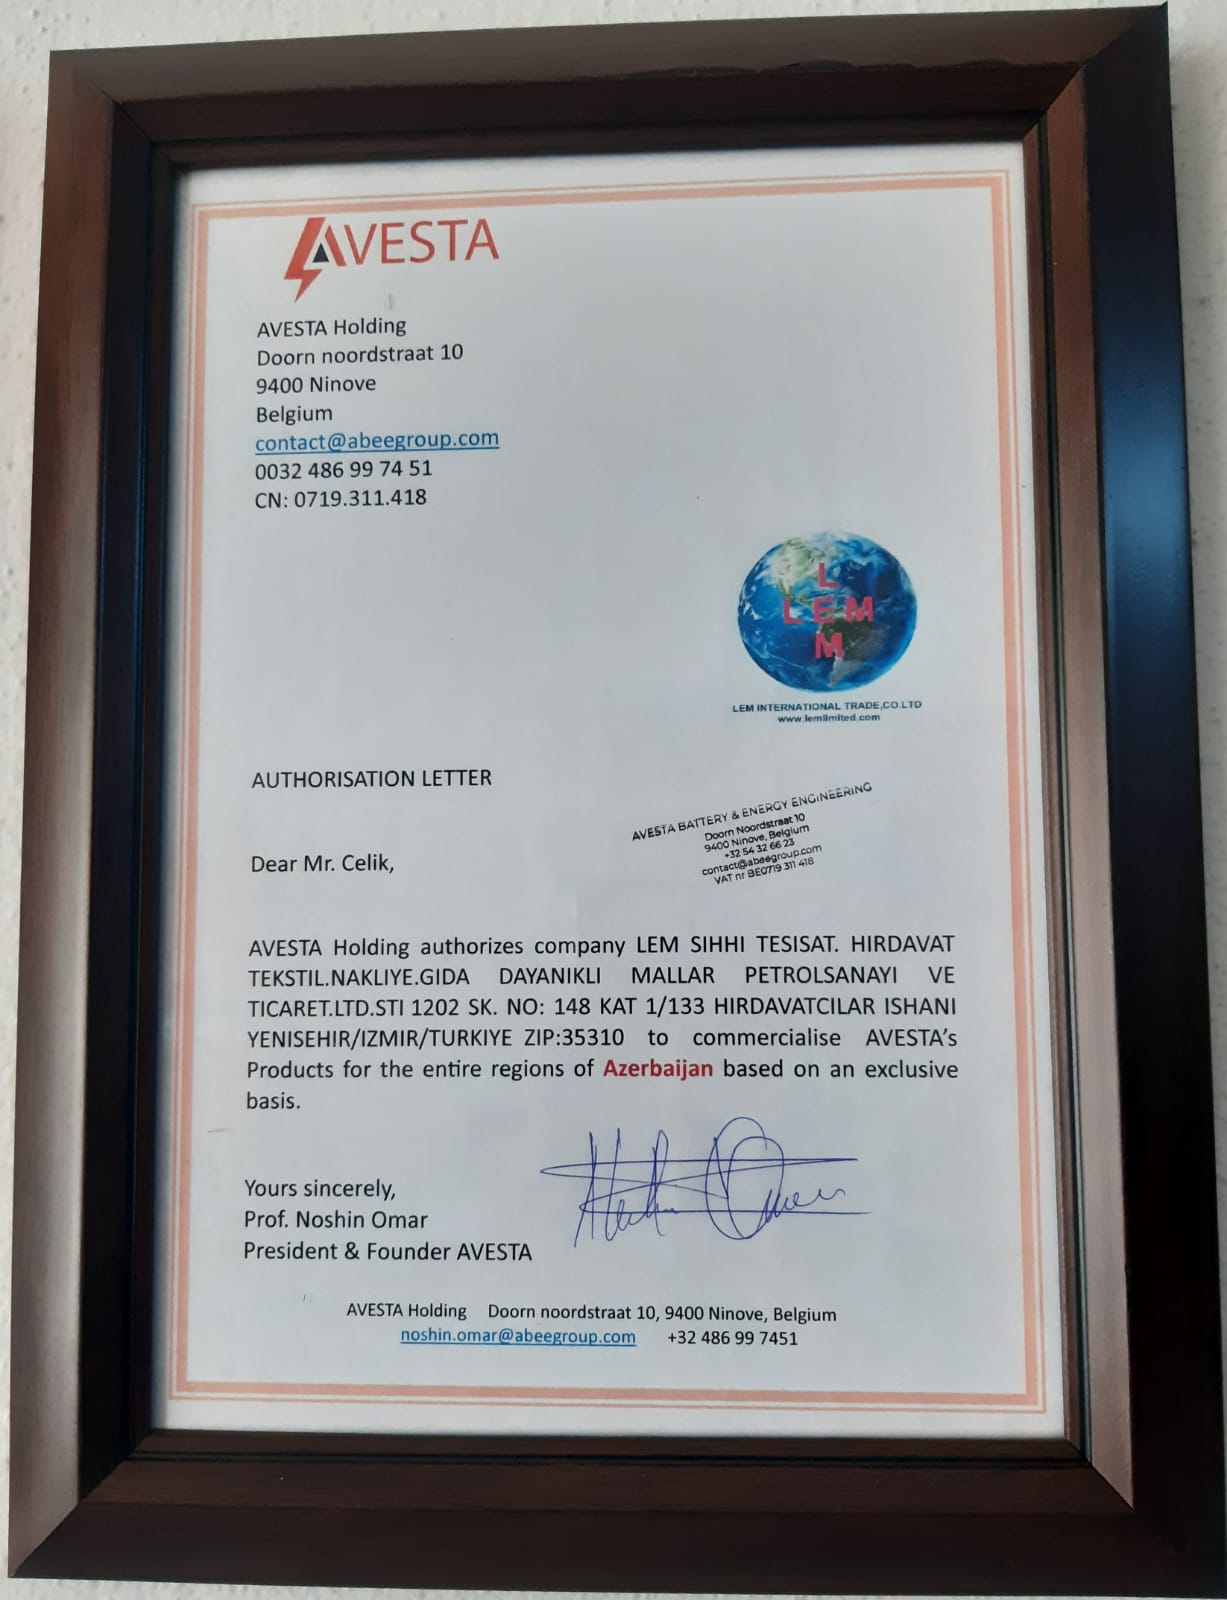 AVESTA
AVESTA Holding
Doorn noordstraat 10
9400 Ninove
Belgium
contact@abeegroup.com
0032 486 99 74 51
CN: 0719.311.418
L
LEM
M
LEM INTERNATIONAL TRADE,CO.LTD
www.lemlimited.com
AUTHORISATION LETTER
AVESTA BATTERY & ENERGY ENGINEERING
Doorn Noordstraat 10
9400 Ninove, Belgium
+32 54 32 66 23
contact@abeegroup.com
VAT nr BE0719 311 418
Dear Mr. Celik,
AVESTA Holding authorizes company LEM SIHHI TESISAT. HIRDAVAT
TEKSTIL.NAKLIYE.GIDA DAYANIKLI MALLAR PETROLSANAYI VE
TICARET.LTD.STI 1202 SK. NO: 148 KAT 1/133 HIRDAVATCILAR ISHANI
YENISEHIR/IZMIR/TURKIYE ZIP:35310 to commercialise AVESTA's
Products for the entire regions of Azerbaijan based on an exclusive
basis.
Yours sincerely,
Prof. Noshin Omar
President & Founder AVESTA
AVESTA Holding Doorn noordstraat 10, 9400 Ninove, Belgium
noshin.omar@abeegroup.com +32 486 99 7451